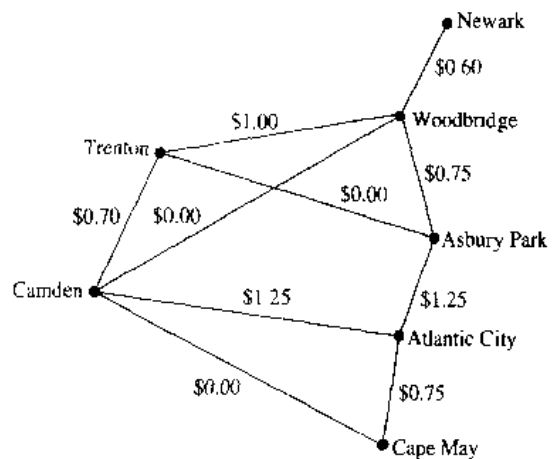 Newark
$0 60
Woodbridge
$1.00
Trenton
$0.75
$0.00
$0.70
$0.00
Asbury Park
Camden
$1 25
$1.25
Atlantic City
$0.00
$0.75
Cape May